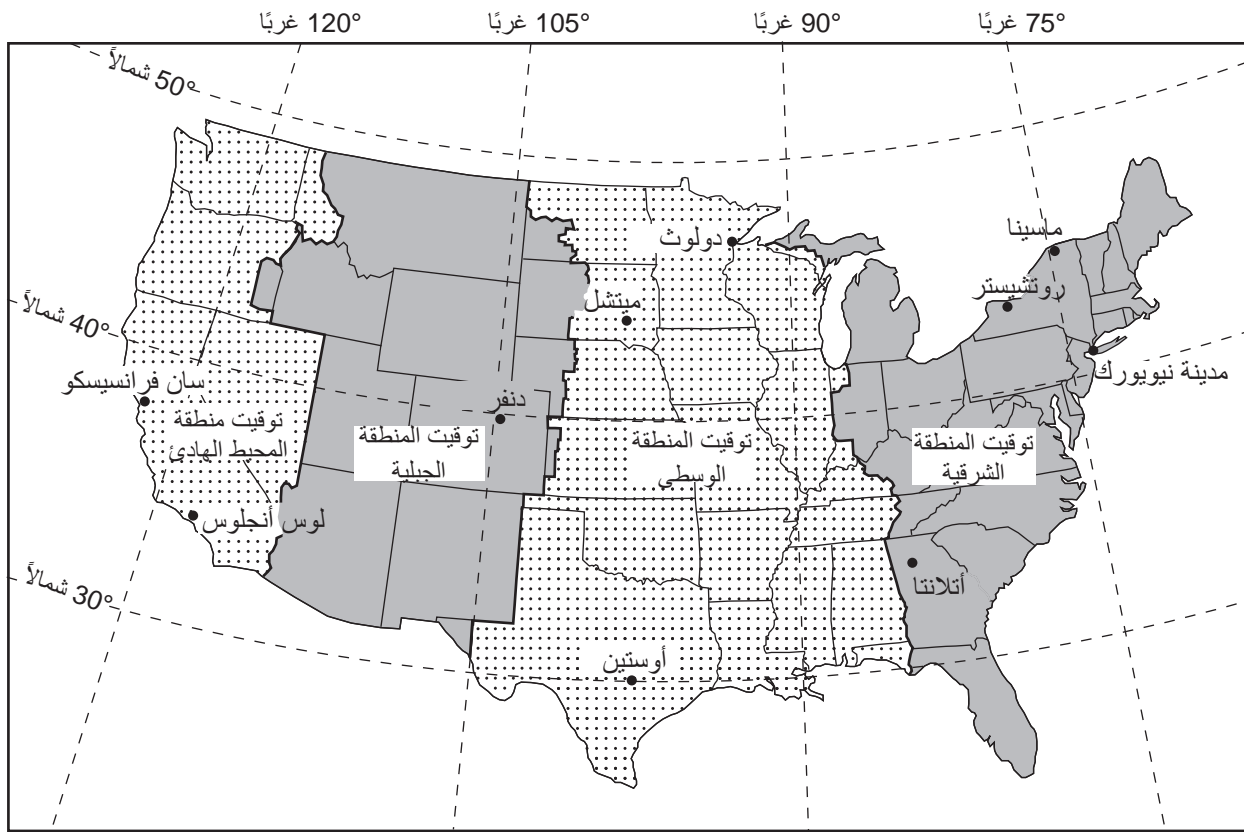 120° غربًا
105° غربًا
90° غربًا
75° غربًا
50° شمالاً
40° شمالاً
30° شمالاً
ماسينا
دولوث
روتشيستر
ميتشل
مدينة نيويورك
سان فرانسيسكو
دنفر
توقيت منطقة
المحيط الهادئ
توقيت المنطقة
الجبلية
توقيت المنطقة
الوسطى
توقيت المنطقة
الشرقية
لوس أنجلوس
أتلانتا
أوستين